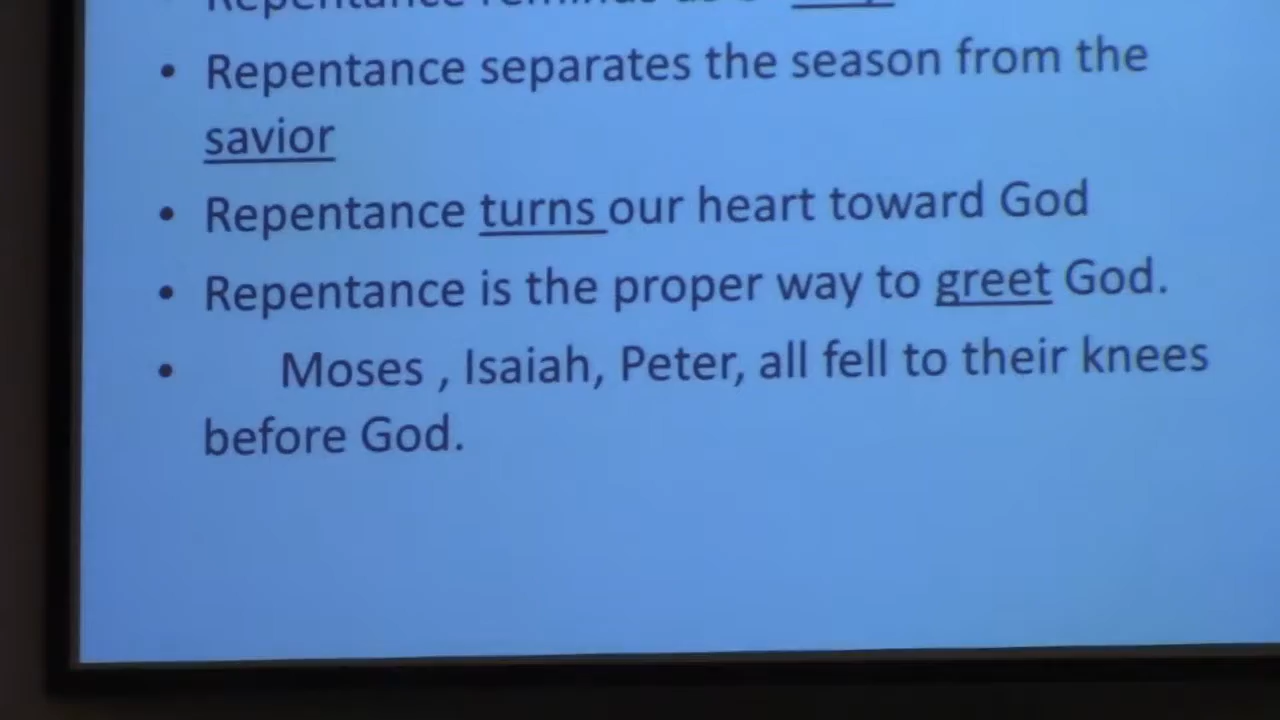 Repentance reminds us
• Repentance separates the season from the
savior
• Repentance turns our heart toward God
• Repentance is the proper way to greet God.
• Moses , Isaiah, Peter, all fell to their knees
before God.